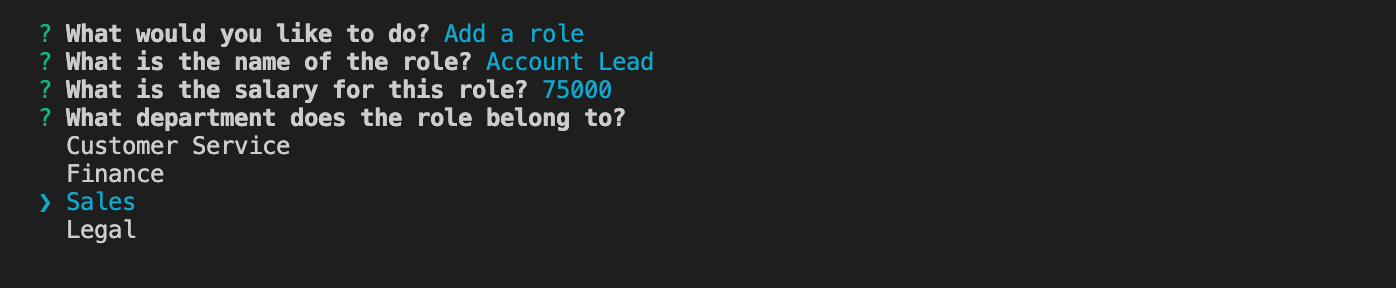 ? What would you like to do? Add a role
? What is the name of the role? Account Lead
? What is the salary for this role? 75000
? What department does the role belong to?
Customer Service
Finance
❯ Sales
Legal